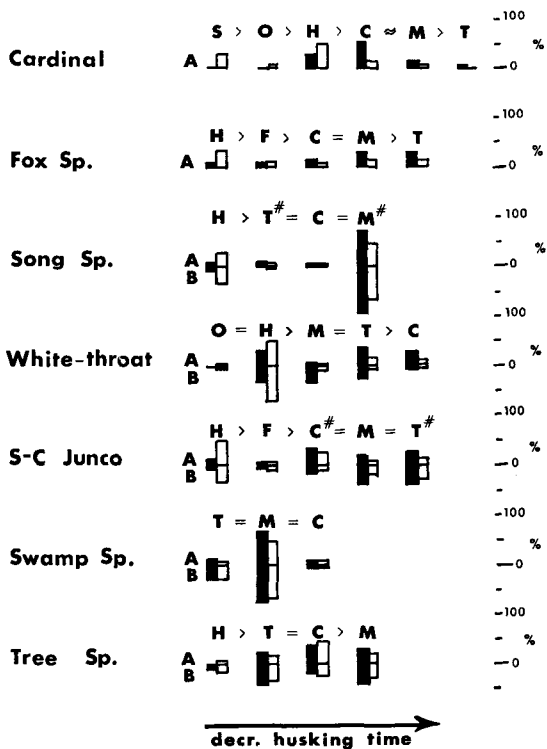 100
S > O > H > C ≈ M > T
%
Cardinal A 0
100
H > F > C = M > T
%
Fox Sp. A 0
H > T# = C = M# 100
%
Song Sp. A 0
B
100
O = H > M = T > C
%
White-throat A 0
B
100
H > F > C# = M = T#
%
S-C Junco A 0
B
100
T = M = C
%
Swamp Sp. A 0
B
100
H > T = C > M
%
Tree Sp. A 0
B
decr. husking time